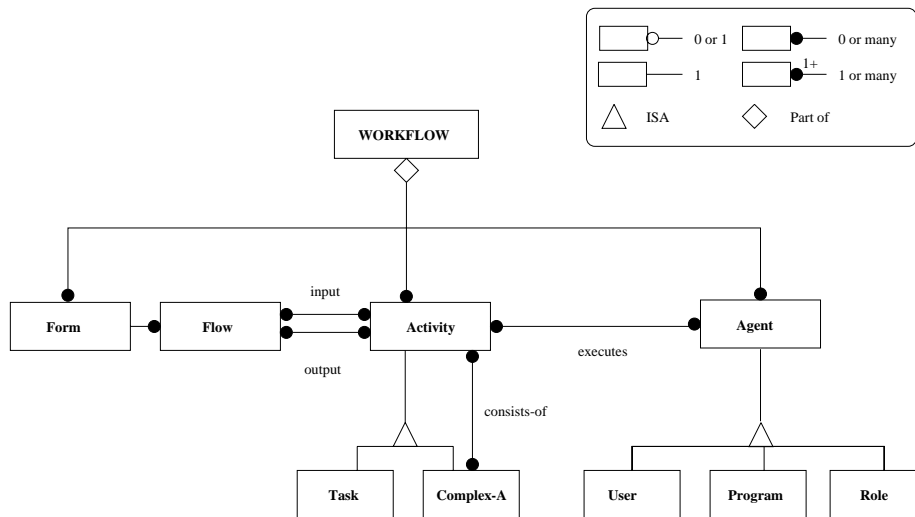 0 or 1
0 or many
1
1+
1 or many
ISA
Part of
WORKFLOW
input
Form
Flow
Activity
Agent
executes
output
consists-of
Task
Complex-A
User
Program
Role